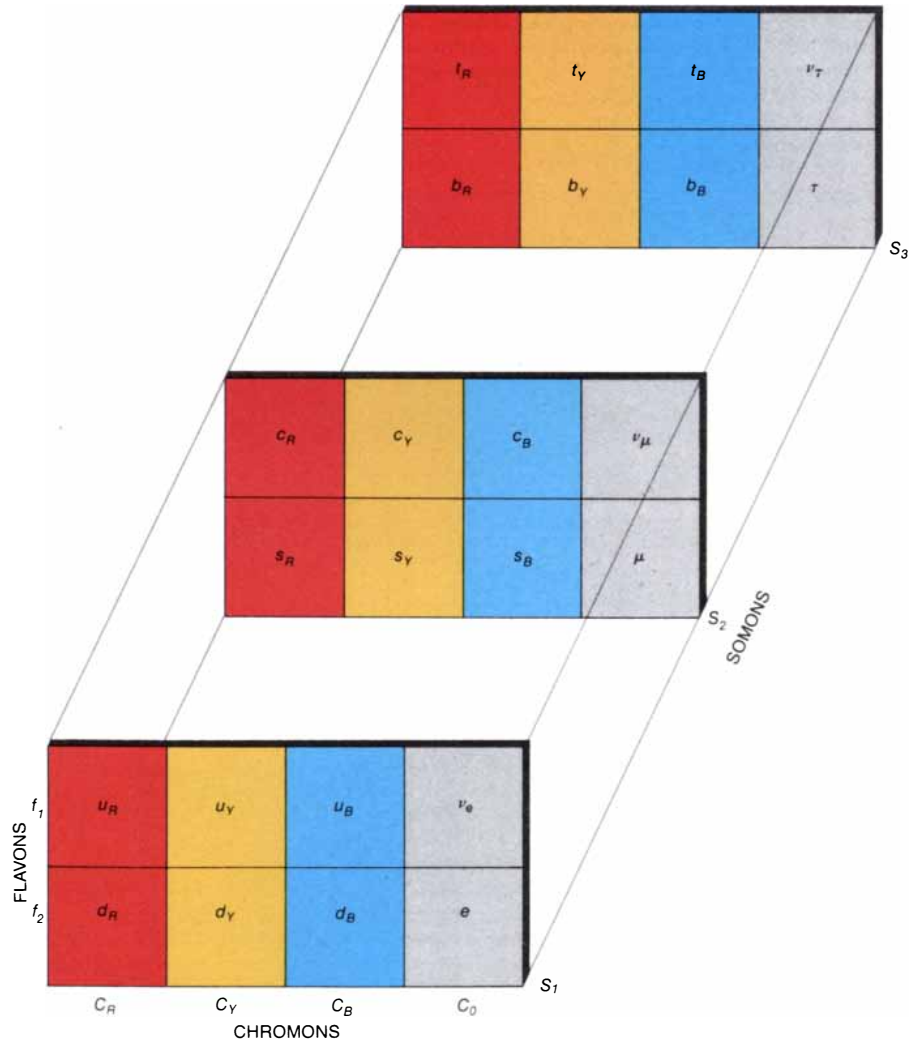 t_R t_Y t_B ν_τ
b_R b_Y b_B τ
S_3
c_R c_Y c_B ν_μ
s_R s_Y s_B μ
S_2
SOMONS
f_1 u_R u_Y u_B ν_e
FLAVONS
f_2 d_R d_Y d_B e
S_1
C_R C_Y C_B C_0
CHROMONS